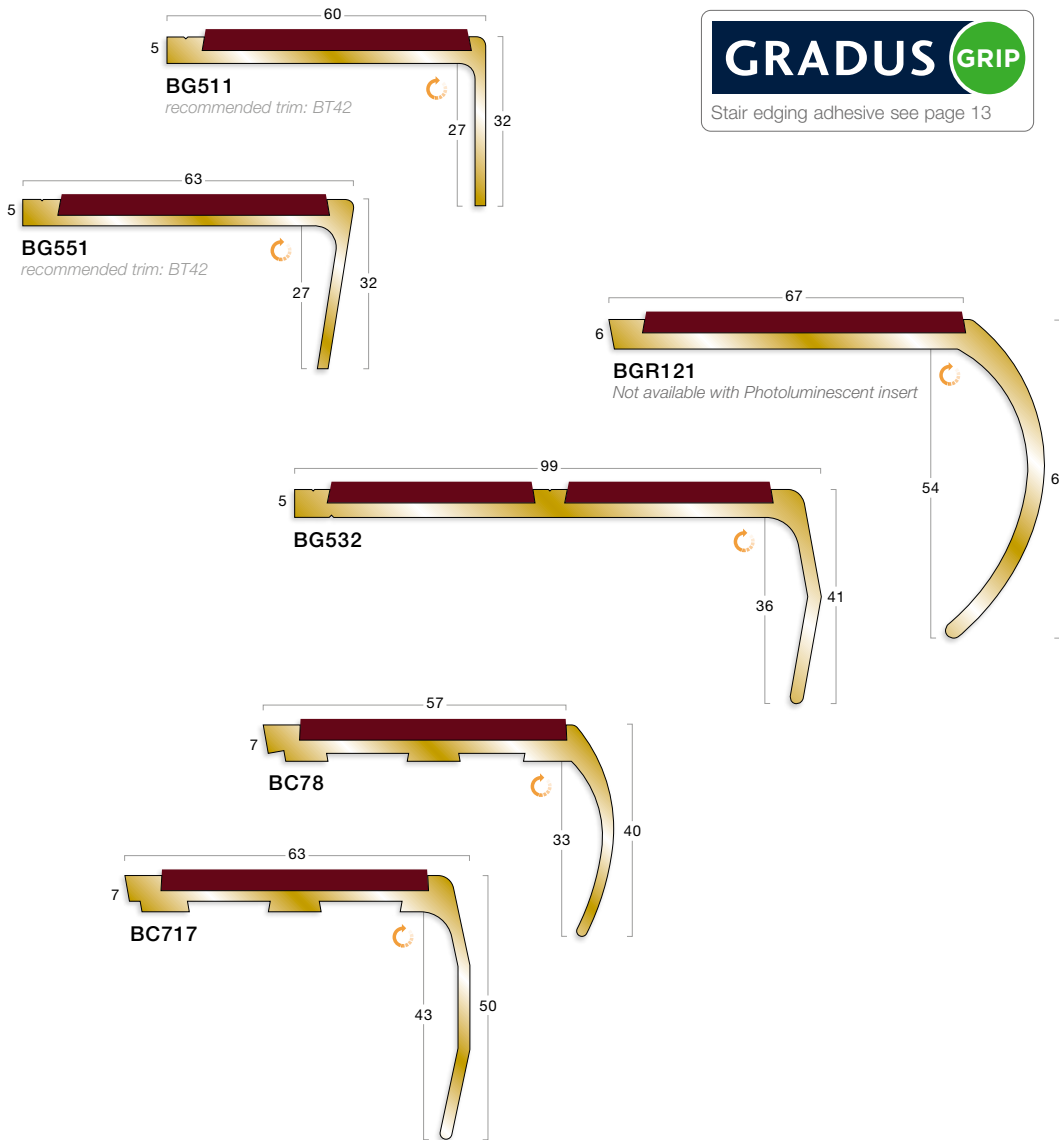 60
5
BG511
recommended trim: BT42
27
32
GRADUS GRIP
Stair edging adhesive see page 13
63
5
BG551
recommended trim: BT42
27
32
67
6
BGR121
Not available with Photoluminescent insert
54
6
99
5
BG532
36
41
57
7
BC78
33
40
63
7
BC717
43
50